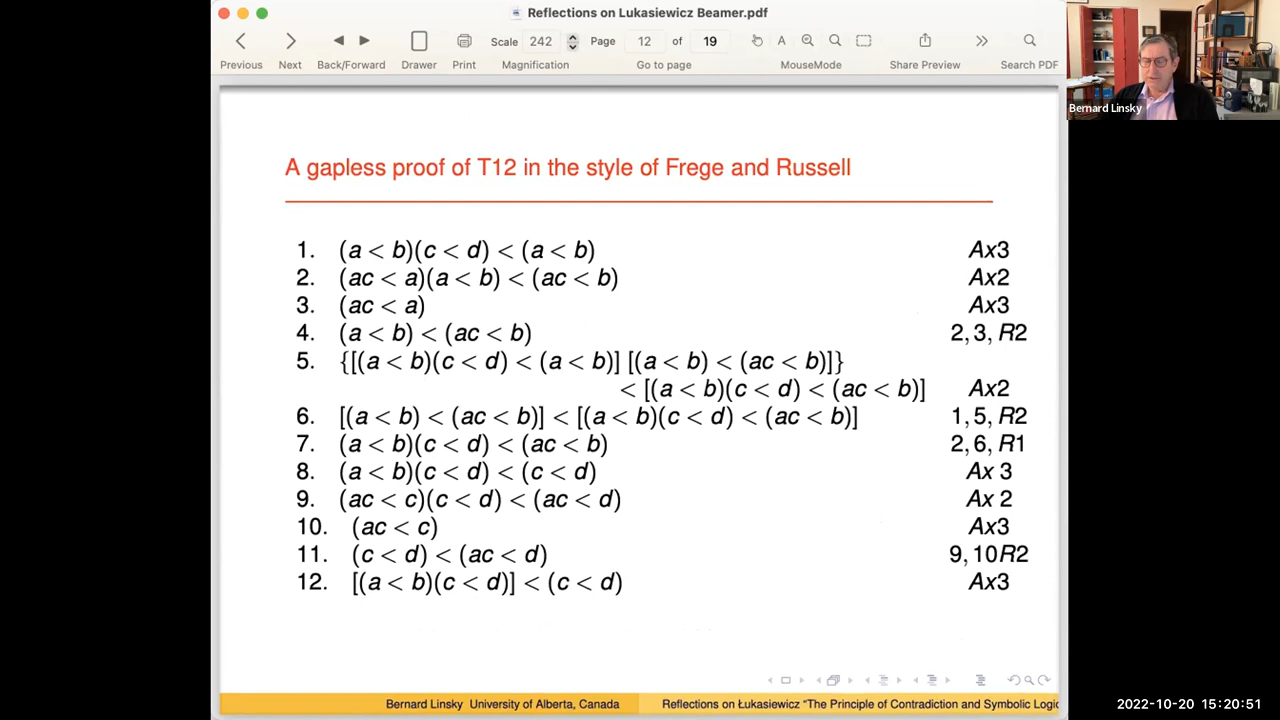 Reflections on Lukasiewicz Beamer.pdf
Scale 242 Page 12 of 19 A
Previous Next Back/Forward Drawer Print Magnification Go to page MouseMode Share Preview Search PDF
Bernard Linsky
A gapless proof of T12 in the style of Frege and Russell
1. (a < b)(c < d) < (a < b) Ax3
2. (ac < a)(a < b) < (ac < b) Ax2
3. (ac < a) Ax3
4. (a < b) < (ac < b) 2, 3, R2
5. {[(a < b)(c < d) < (a < b)] [(a < b) < (ac < b)]}
< [(a < b)(c < d) < (ac < b)] Ax2
6. [(a < b) < (ac < b)] < [(a < b)(c < d) < (ac < b)] 1, 5, R2
7. (a < b)(c < d) < (ac < b) 2, 6, R1
8. (a < b)(c < d) < (c < d) Ax 3
9. (ac < c)(c < d) < (ac < d) Ax 2
10. (ac < c) Ax3
11. (c < d) < (ac < d) 9, 10R2
12. [(a < b)(c < d)] < (c < d) Ax3
Bernard Linsky University of Alberta, Canada Reflections on Łukasiewicz "The Principle of Contradiction and Symbolic Logic
2022-10-20 15:20:51